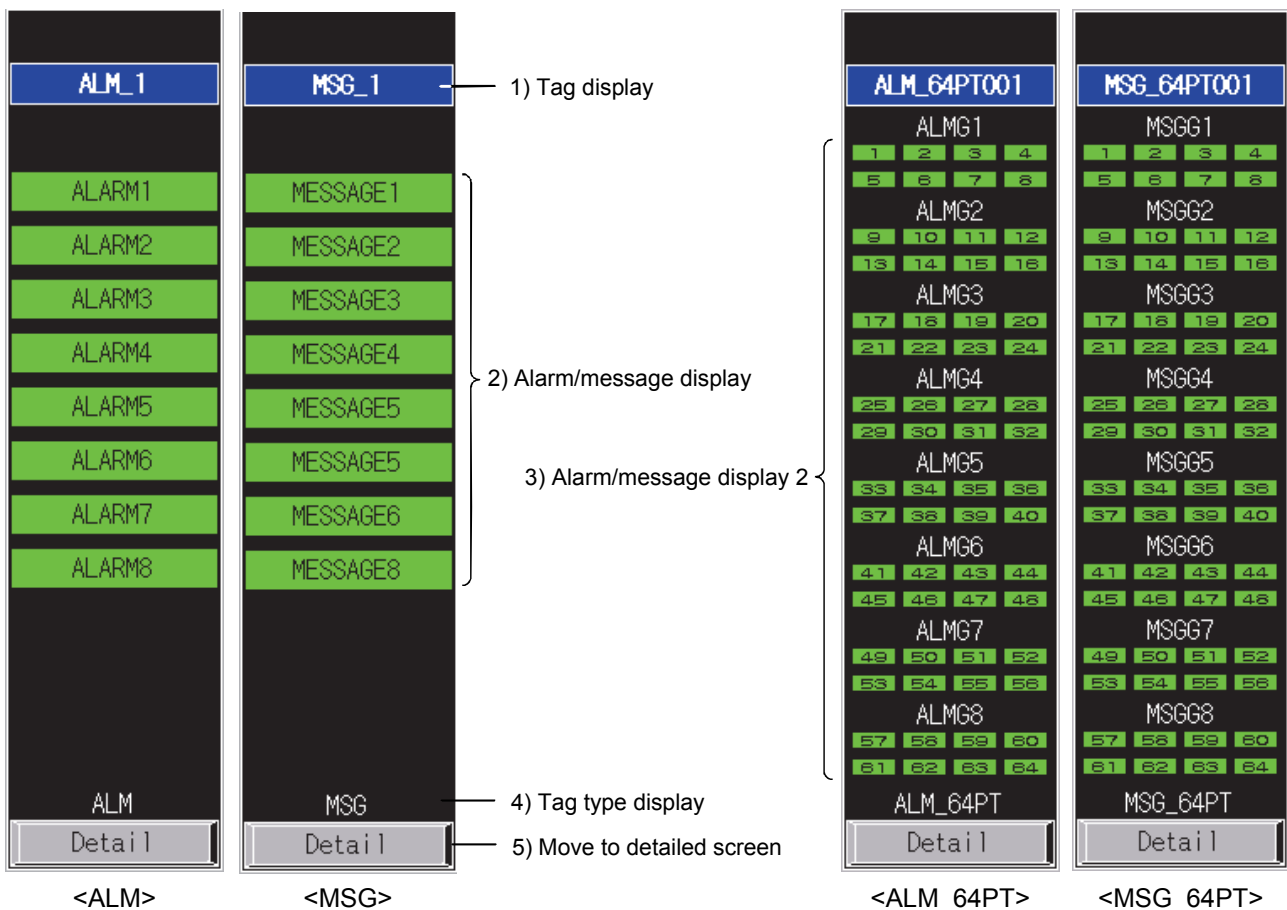 ALM_1
ALARM1
ALARM2
ALARM3
ALARM4
ALARM5
ALARM6
ALARM7
ALARM8
ALM
Detail
<ALM>
MSG_1
MESSAGE1
MESSAGE2
MESSAGE3
MESSAGE4
MESSAGE5
MESSAGE5
MESSAGE6
MESSAGE8
MSG
Detail
<MSG>
1) Tag display
2) Alarm/message display
3) Alarm/message display 2
4) Tag type display
5) Move to detailed screen
ALM_64PT001
ALMG1
1 2 3 4
5 6 7 8
ALMG2
9 10 11 12
13 14 15 16
ALMG3
17 18 19 20
21 22 23 24
ALMG4
25 26 27 28
29 30 31 32
ALMG5
33 34 35 36
37 38 39 40
ALMG6
41 42 43 44
45 46 47 48
ALMG7
49 50 51 52
53 54 55 56
ALMG8
57 58 59 60
61 62 63 64
ALM_64PT
Detail
<ALM_64PT>
MSG_64PT001
MSGG1
1 2 3 4
5 6 7 8
MSGG2
9 10 11 12
13 14 15 16
MSGG3
17 18 19 20
21 22 23 24
MSGG4
25 26 27 28
29 30 31 32
MSGG5
33 34 35 36
37 38 39 40
MSGG6
41 42 43 44
45 46 47 48
MSGG7
49 50 51 52
53 54 55 56
MSGG8
57 58 59 60
61 62 63 64
MSG_64PT
Detail
<MSG_64PT>